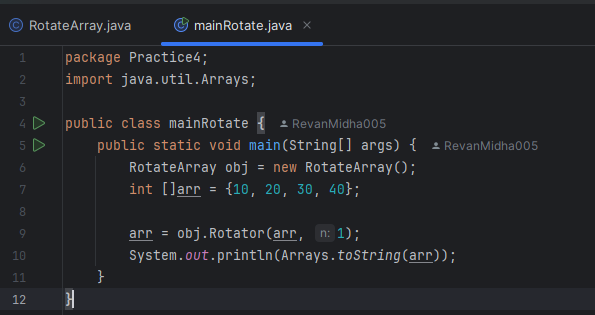 RotateArray.java mainRotate.java ×
1 package Practice4;
2 import java.util.Arrays;
3
4 public class mainRotate { RevanMidha005
5 public static void main(String[] args) { RevanMidha005
6 RotateArray obj = new RotateArray();
7 int []arr = {10, 20, 30, 40};
8
9 arr = obj.Rotator(arr, n: 1);
10 System.out.println(Arrays.toString(arr));
11 }
12 }